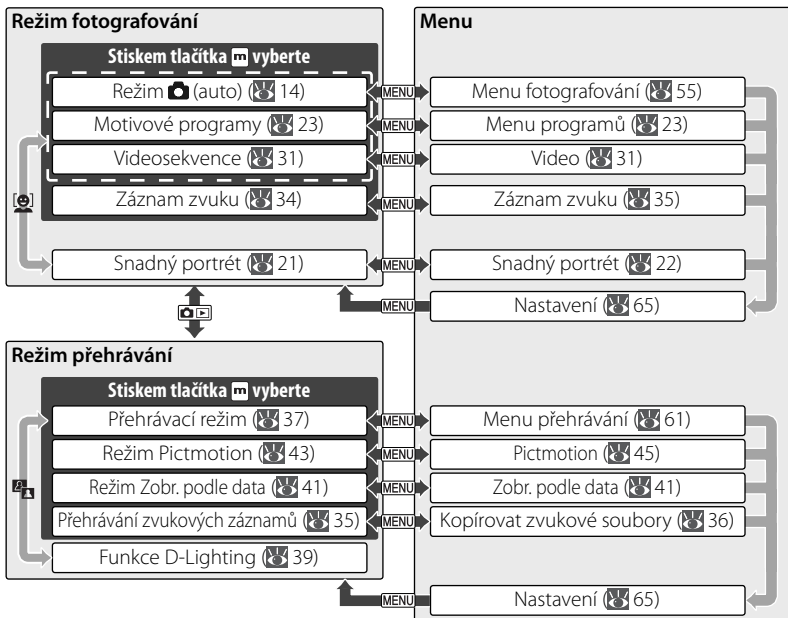 Režim fotografování
Menu
Stiskem tlačítka m vyberte
Režim (auto) ( 14)
MENU
Menu fotografování ( 55)
Motivové programy ( 23)
MENU
Menu programů ( 23)
Videosekvence ( 31)
MENU
Video ( 31)
Záznam zvuku ( 34)
MENU
Záznam zvuku ( 35)
Snadný portrét ( 21)
MENU
Snadný portrét ( 22)
MENU
Nastavení ( 65)
Režim přehrávání
Stiskem tlačítka m vyberte
Přehrávací režim ( 37)
MENU
Menu přehrávání ( 61)
Režim Pictmotion ( 43)
MENU
Pictmotion ( 45)
Režim Zobr. podle data ( 41)
MENU
Zobr. podle data ( 41)
Přehrávání zvukových záznamů ( 35)
MENU
Kopírovat zvukové soubory ( 36)
Funkce D-Lighting ( 39)
MENU
Nastavení ( 65)